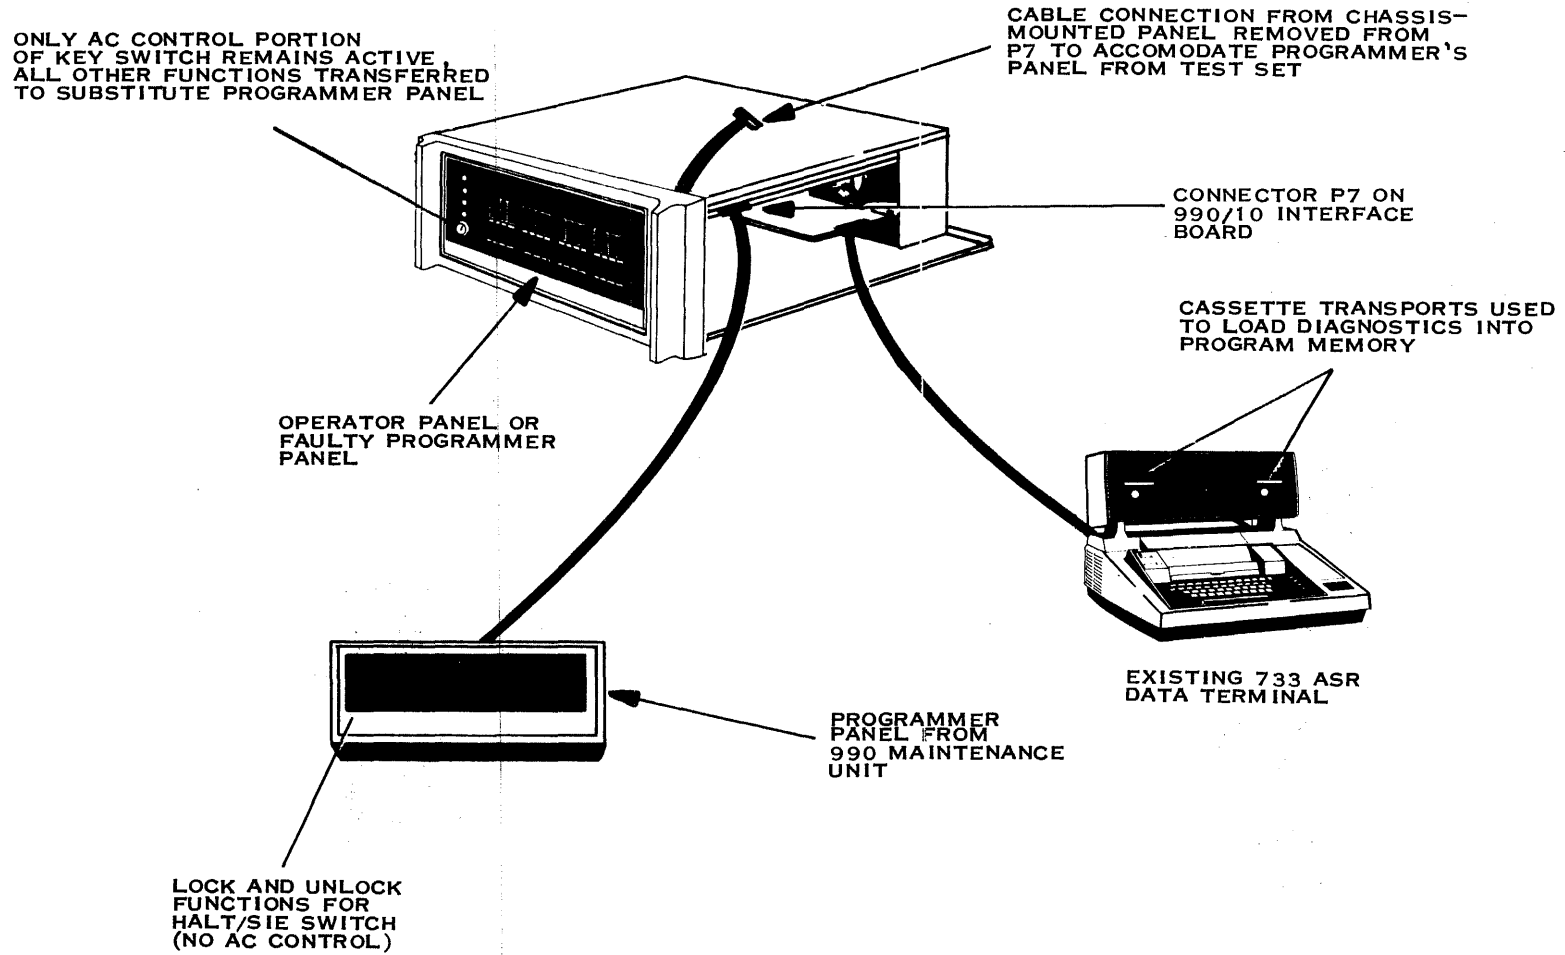 ONLY AC CONTROL PORTION
OF KEY SWITCH REMAINS ACTIVE,
ALL OTHER FUNCTIONS TRANSFERRED
TO SUBSTITUTE PROGRAMMER PANEL
CABLE CONNECTION FROM CHASSIS-
MOUNTED PANEL REMOVED FROM
P7 TO ACCOMODATE PROGRAMMER'S
PANEL FROM TEST SET
CONNECTOR P7 ON
990/10 INTERFACE
BOARD
CASSETTE TRANSPORTS USED
TO LOAD DIAGNOSTICS INTO
PROGRAM MEMORY
OPERATOR PANEL OR
FAULTY PROGRAMMER
PANEL
EXISTING 733 ASR
DATA TERMINAL
PROGRAMMER
PANEL FROM
990 MAINTENANCE
UNIT
LOCK AND UNLOCK
FUNCTIONS FOR
HALT/SIE SWITCH
(NO AC CONTROL)